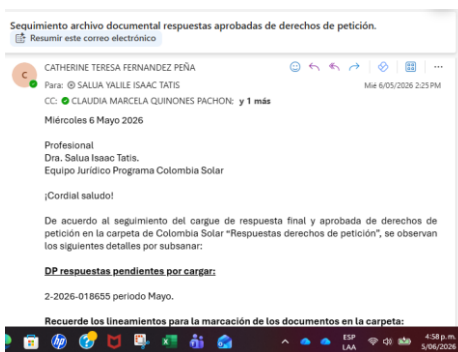 Sequimiento archivo documental respuestas aprobadas de derechos de petición.
Resumir este correo electrónico
C
CATHERINE TERESA FERNANDEZ PEÑA
Para: SALUA YALILE ISAAC TATIS
Mié 6/05/2026 2:25 PM
CC: CLAUDIA MARCELA QUINONES PACHON; y 1 más
Miércoles 6 Mayo 2026
Profesional
Dra. Salua Isaac Tatis.
Equipo Jurídico Programa Colombia Solar
¡Cordial saludo!
De acuerdo al seguimiento del cargue de respuesta final y aprobada de derechos de
petición en la carpeta de Colombia Solar “Respuestas derechos de petición”, se observan
los siguientes detalles por subsanar:
DP respuestas pendientes por cargar:
2-2026-018655 periodo Mayo.
Recuerde los lineamientos para la marcación de los documentos en la carpeta:
ESP
LAA
4:58 p.m.
5/06/2026